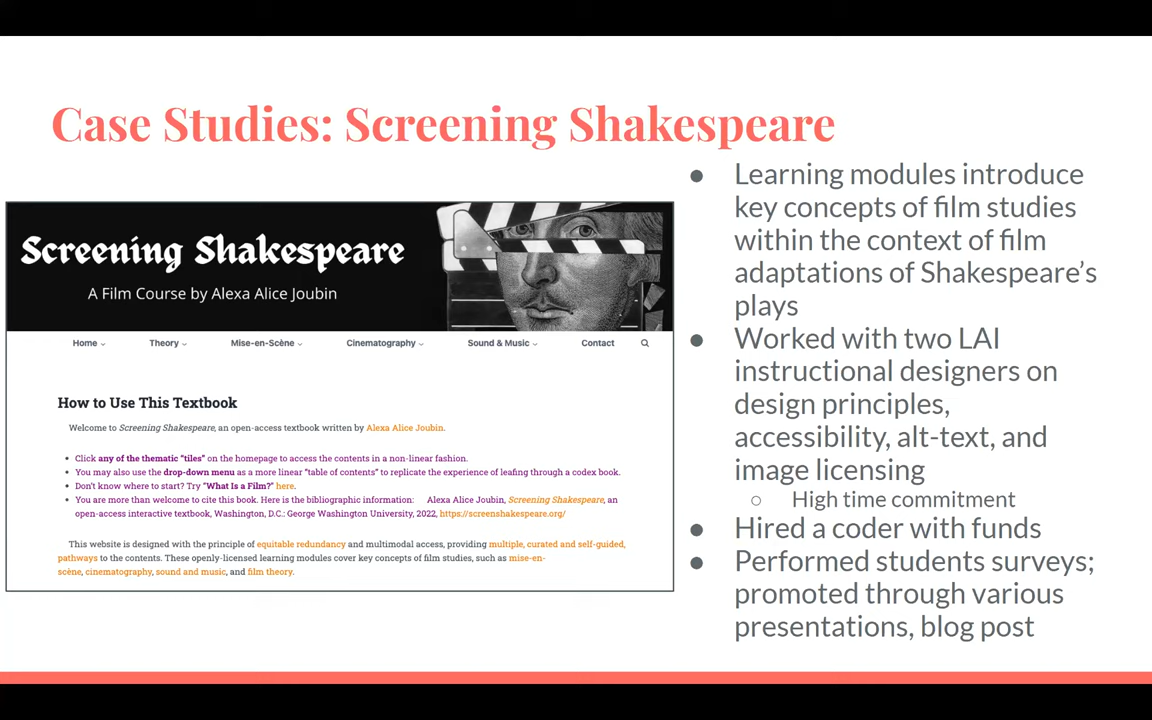 Case Studies: Screening Shakespeare
Screening Shakespeare
A Film Course by Alexa Alice Joubin
Home
Theory
Mise-en-Scène
Cinematography
Sound & Music
Contact
How to Use This Textbook
Welcome to Screening Shakespeare, an open-access textbook written by Alexa Alice Joubin.
• Click any of the thematic "tiles" on the homepage to access the contents in a non-linear fashion.
• You may also use the drop-down menu as a more linear "table of contents" to replicate the experience of leafing through a codex book.
• Don't know where to start? Try "What Is a Film?" here.
• You are more than welcome to cite this book. Here is the bibliographic information: Alexa Alice Joubin, Screening Shakespeare, an
open-access interactive textbook, Washington, D.C.: George Washington University, 2022, https://screenshakespeare.org/
This website is designed with the principle of equitable redundancy and multimodal access, providing multiple, curated and self-guided,
pathways to the contents. These openly-licensed learning modules cover key concepts of film studies, such as mise-en-
scène, cinematography, sound and music, and film theory.
● Learning modules introduce
key concepts of film studies
within the context of film
adaptations of Shakespeare's
plays
● Worked with two LAI
instructional designers on
design principles,
accessibility, alt-text, and
image licensing
○ High time commitment
● Hired a coder with funds
● Performed students surveys;
promoted through various
presentations, blog post